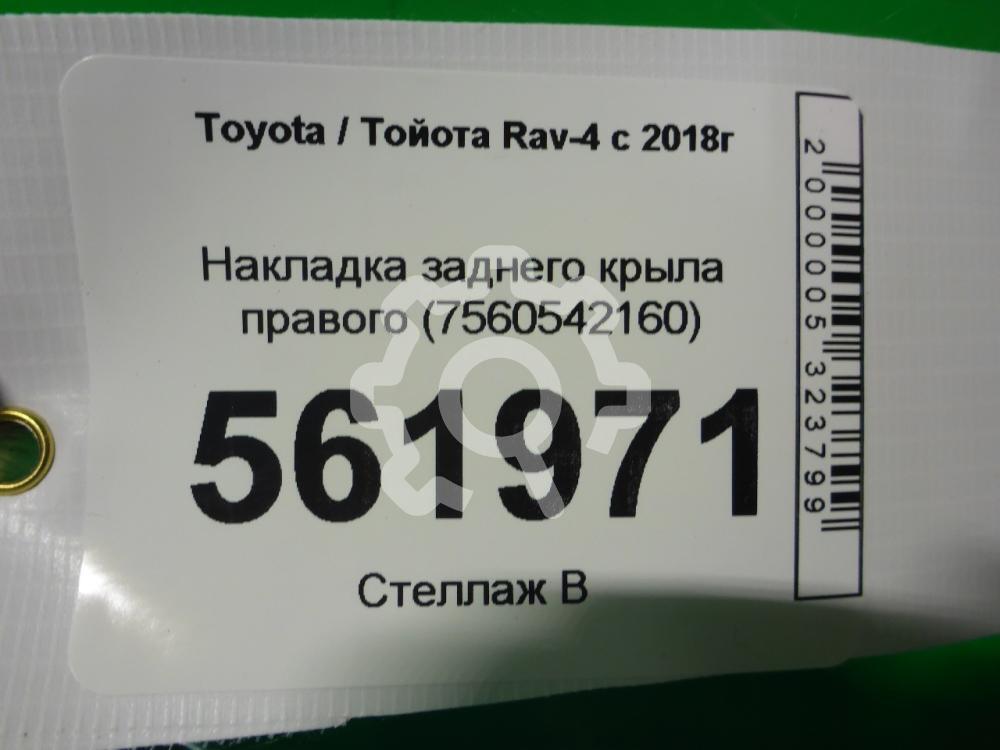 Toyota / Тойота Rav-4 с 2018г
Накладка заднего крыла
правого (7560542160)
561971
Стеллаж В
2000005323799